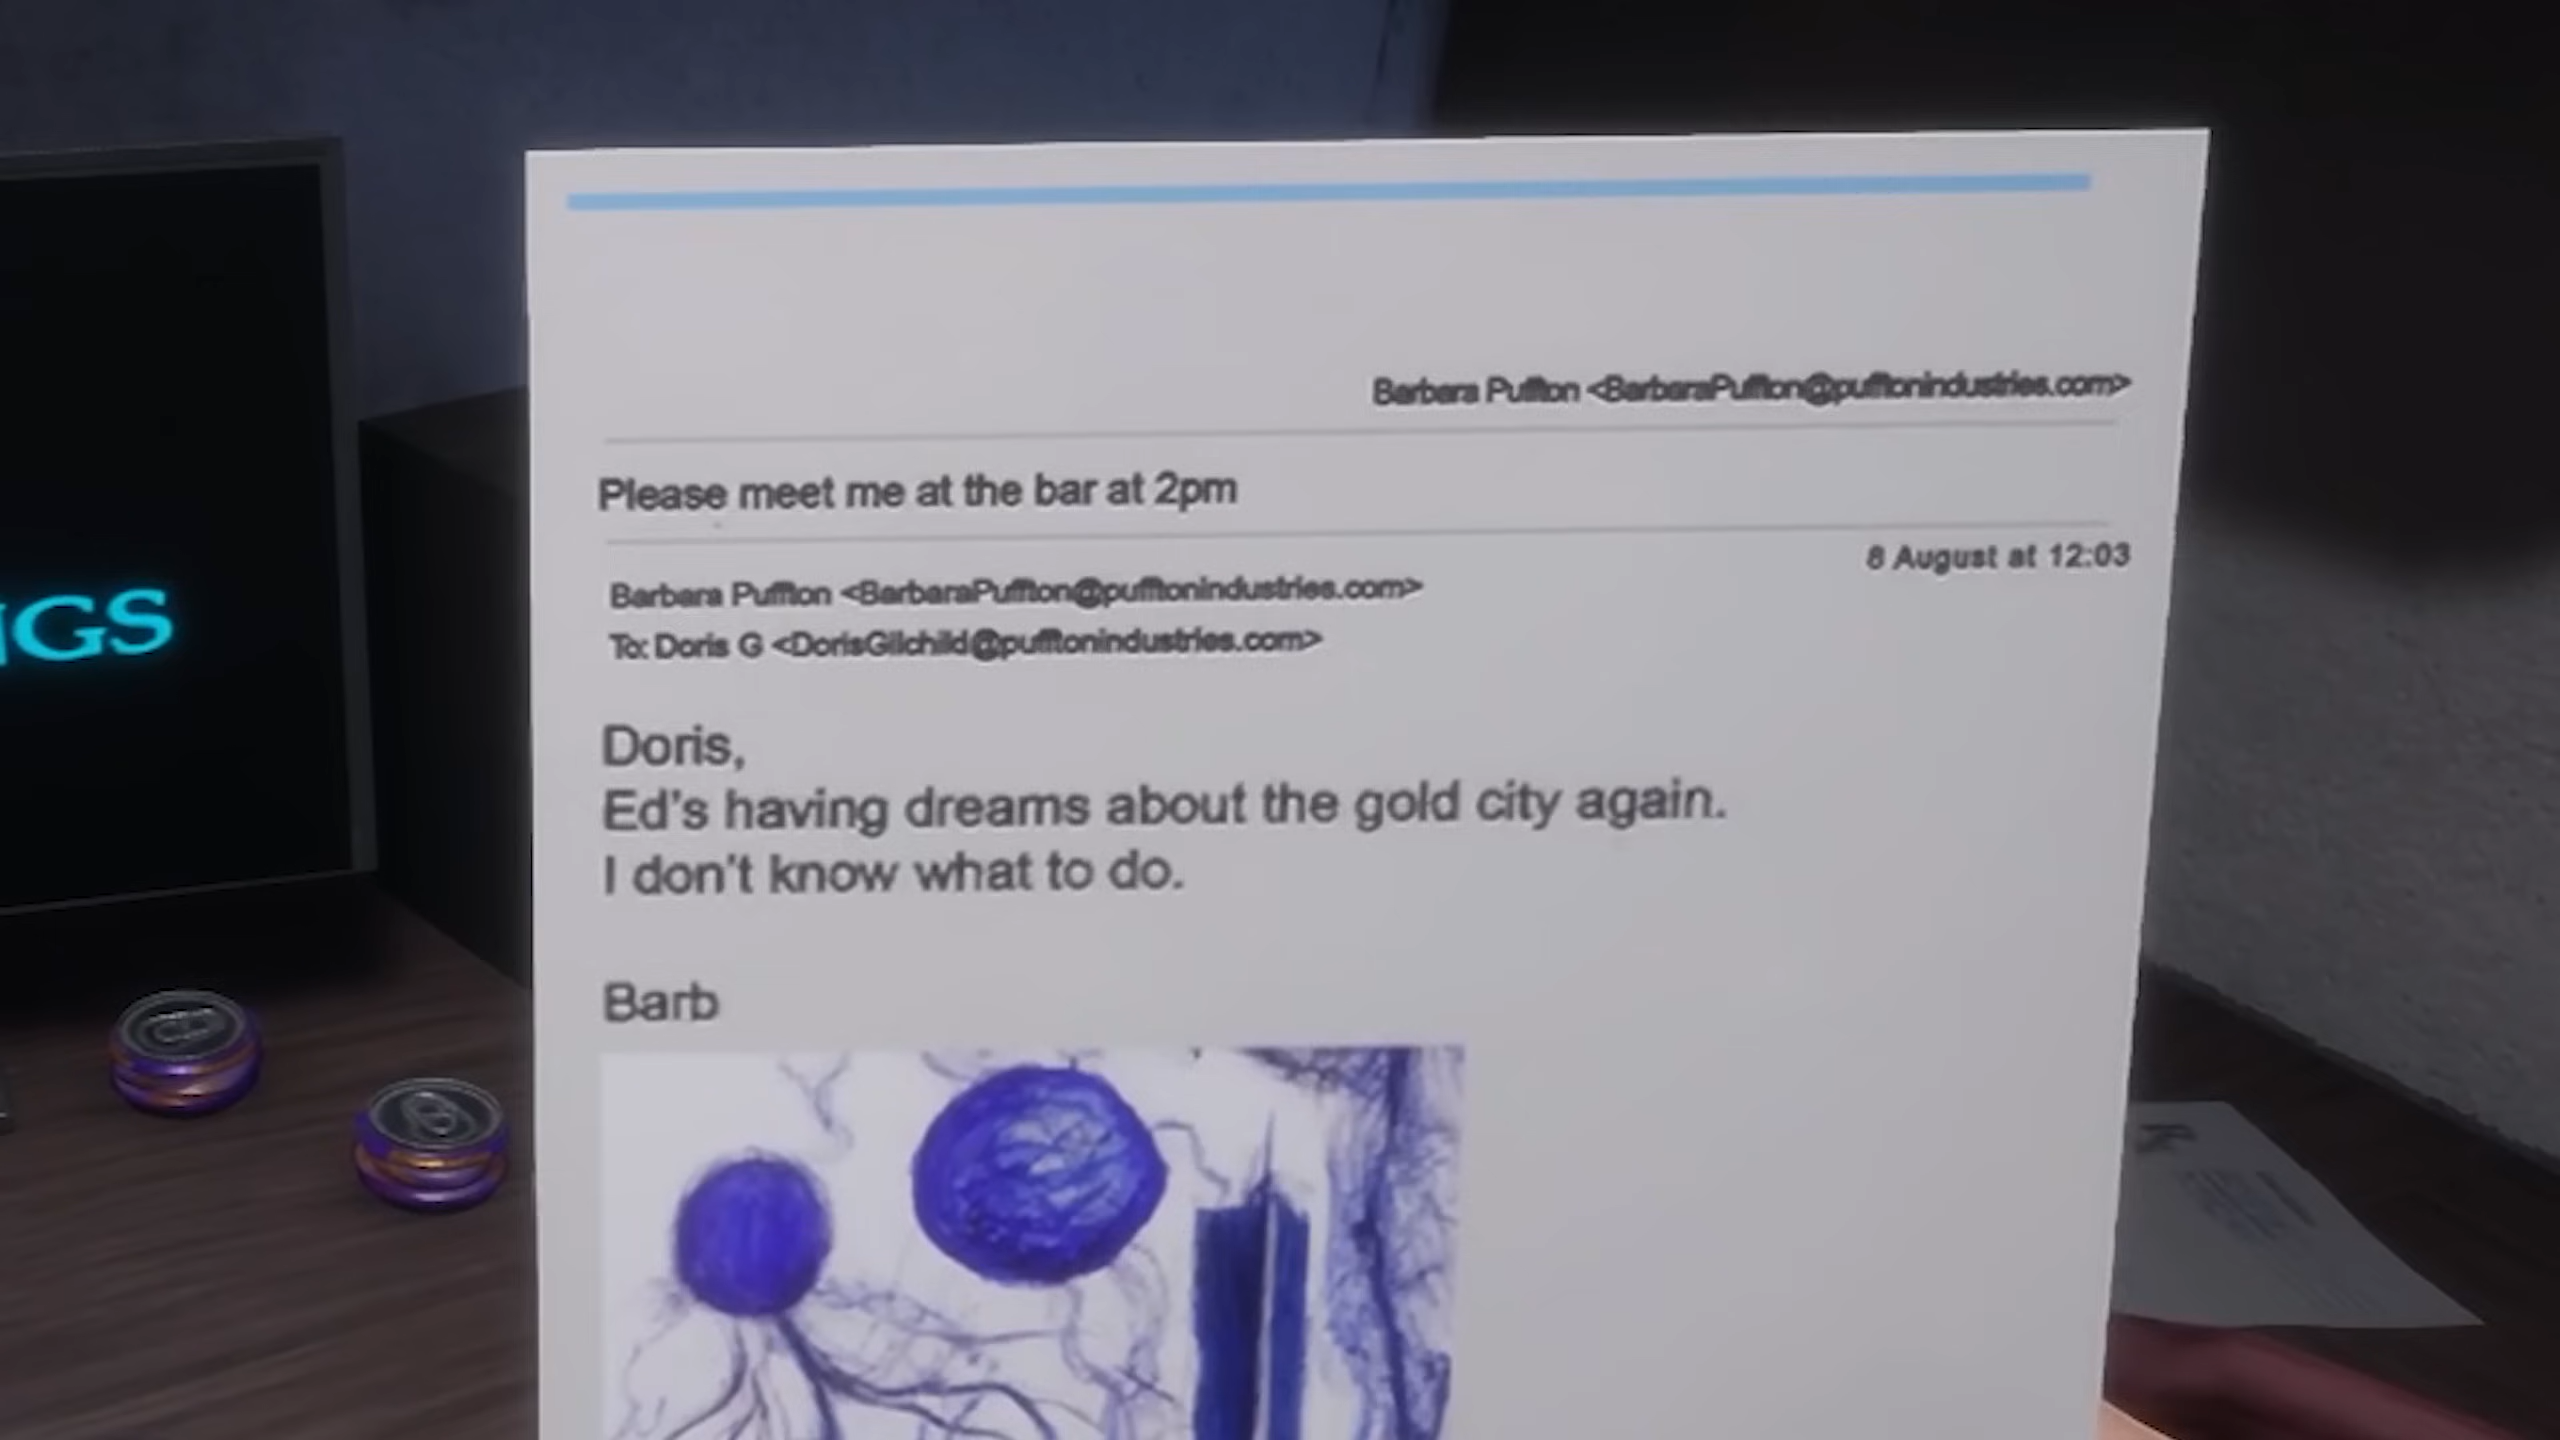 NGS
Barbara Puffton <BarbaraPuffton@pufftonindustries.com>
Please meet me at the bar at 2pm
8 August at 12:03
Barbara Puffton <BarbaraPuffton@pufftonindustries.com>
To: Doris G <DorisGilchild@pufftonindustries.com>
Doris,
Ed's having dreams about the gold city again.
I don't know what to do.
Barb